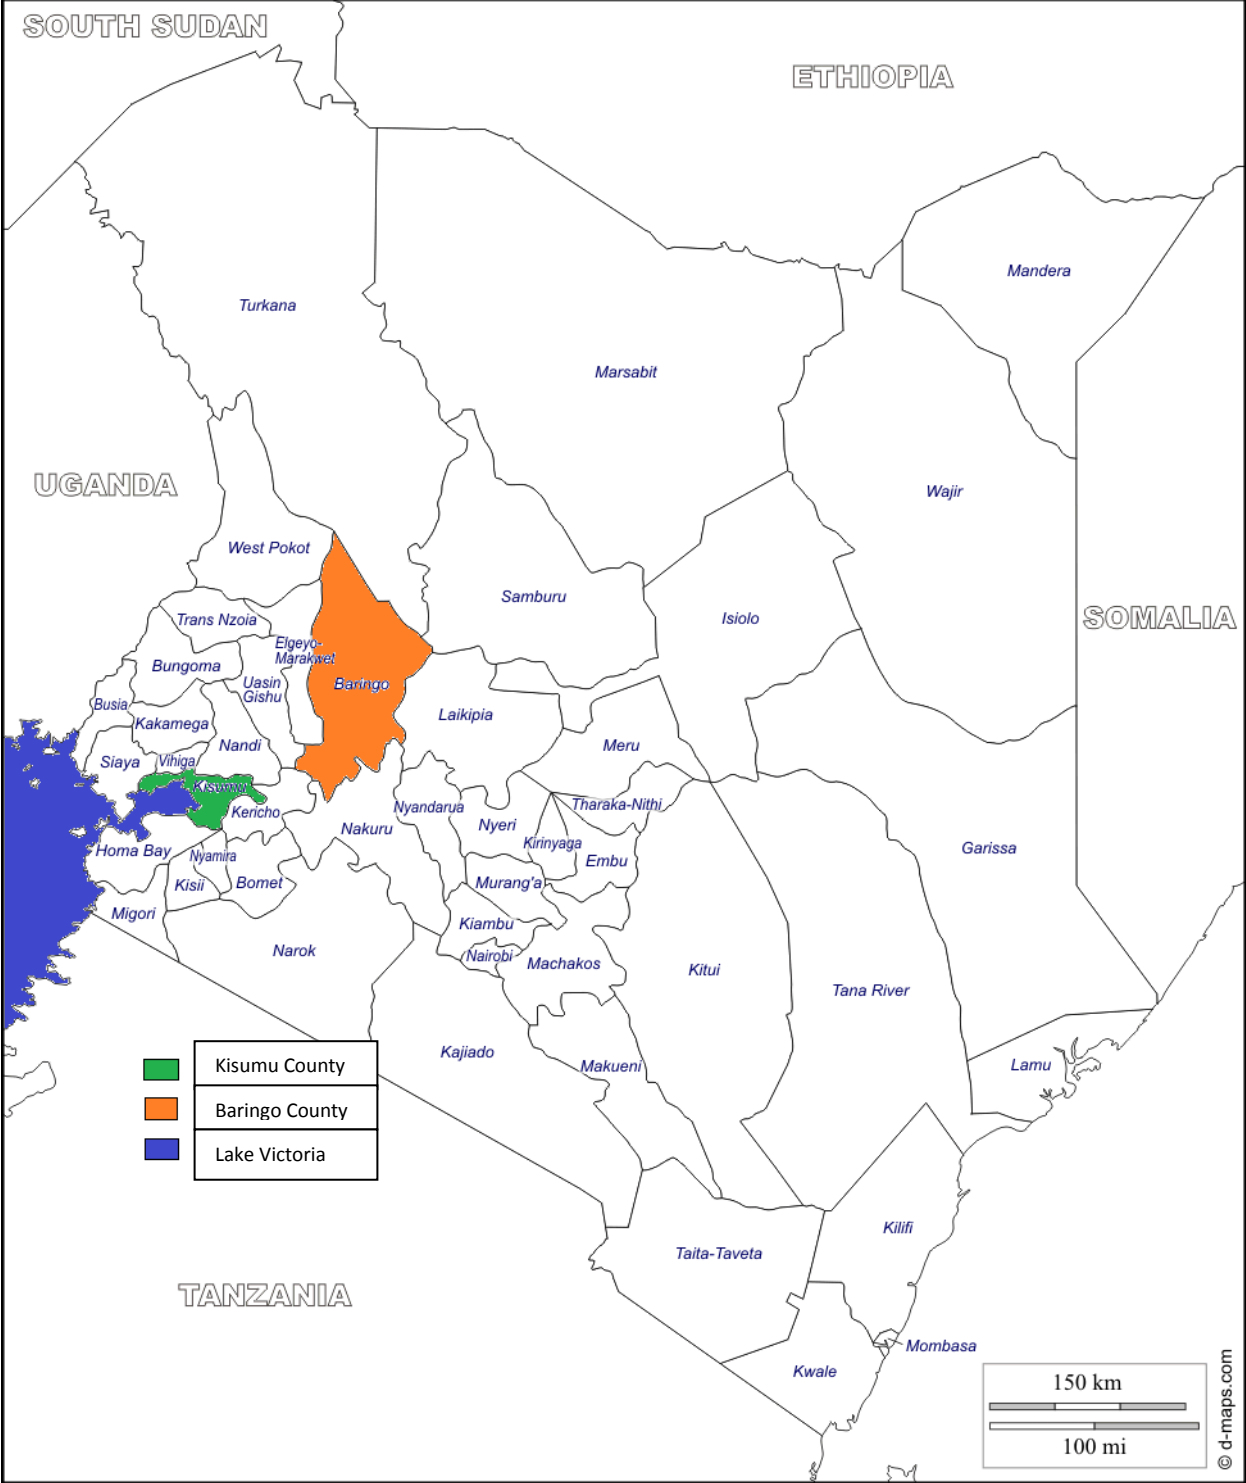 SOUTH SUDAN
ETHIOPIA
Mandera
Turkana
Marsabit
UGANDA
Wajir
West Pokot
Samburu
Isiolo
SOMALIA
Trans Nzoia
Elgeyo-
Marakwet
Bungoma
Uasin
Gishu
Baringo
Busia
Laikipia
Kakamega
Nandi
Meru
Siaya
Vihiga
Kisumu
Kericho
Nyandarua
Tharaka-Nithi
Nakuru
Nyeri
Kirinyaga
Embu
Garissa
Homa Bay
Nyamira
Kisii
Bomet
Murang'a
Migori
Kiambu
Narok
Nairobi
Machakos
Kitui
Tana River
Kajiado
Makueni
Lamu
Kisumu County
Baringo County
Lake Victoria
Kilifi
Taita-Taveta
TANZANIA
Mombasa
Kwale
150 km
100 mi
© d-maps.com